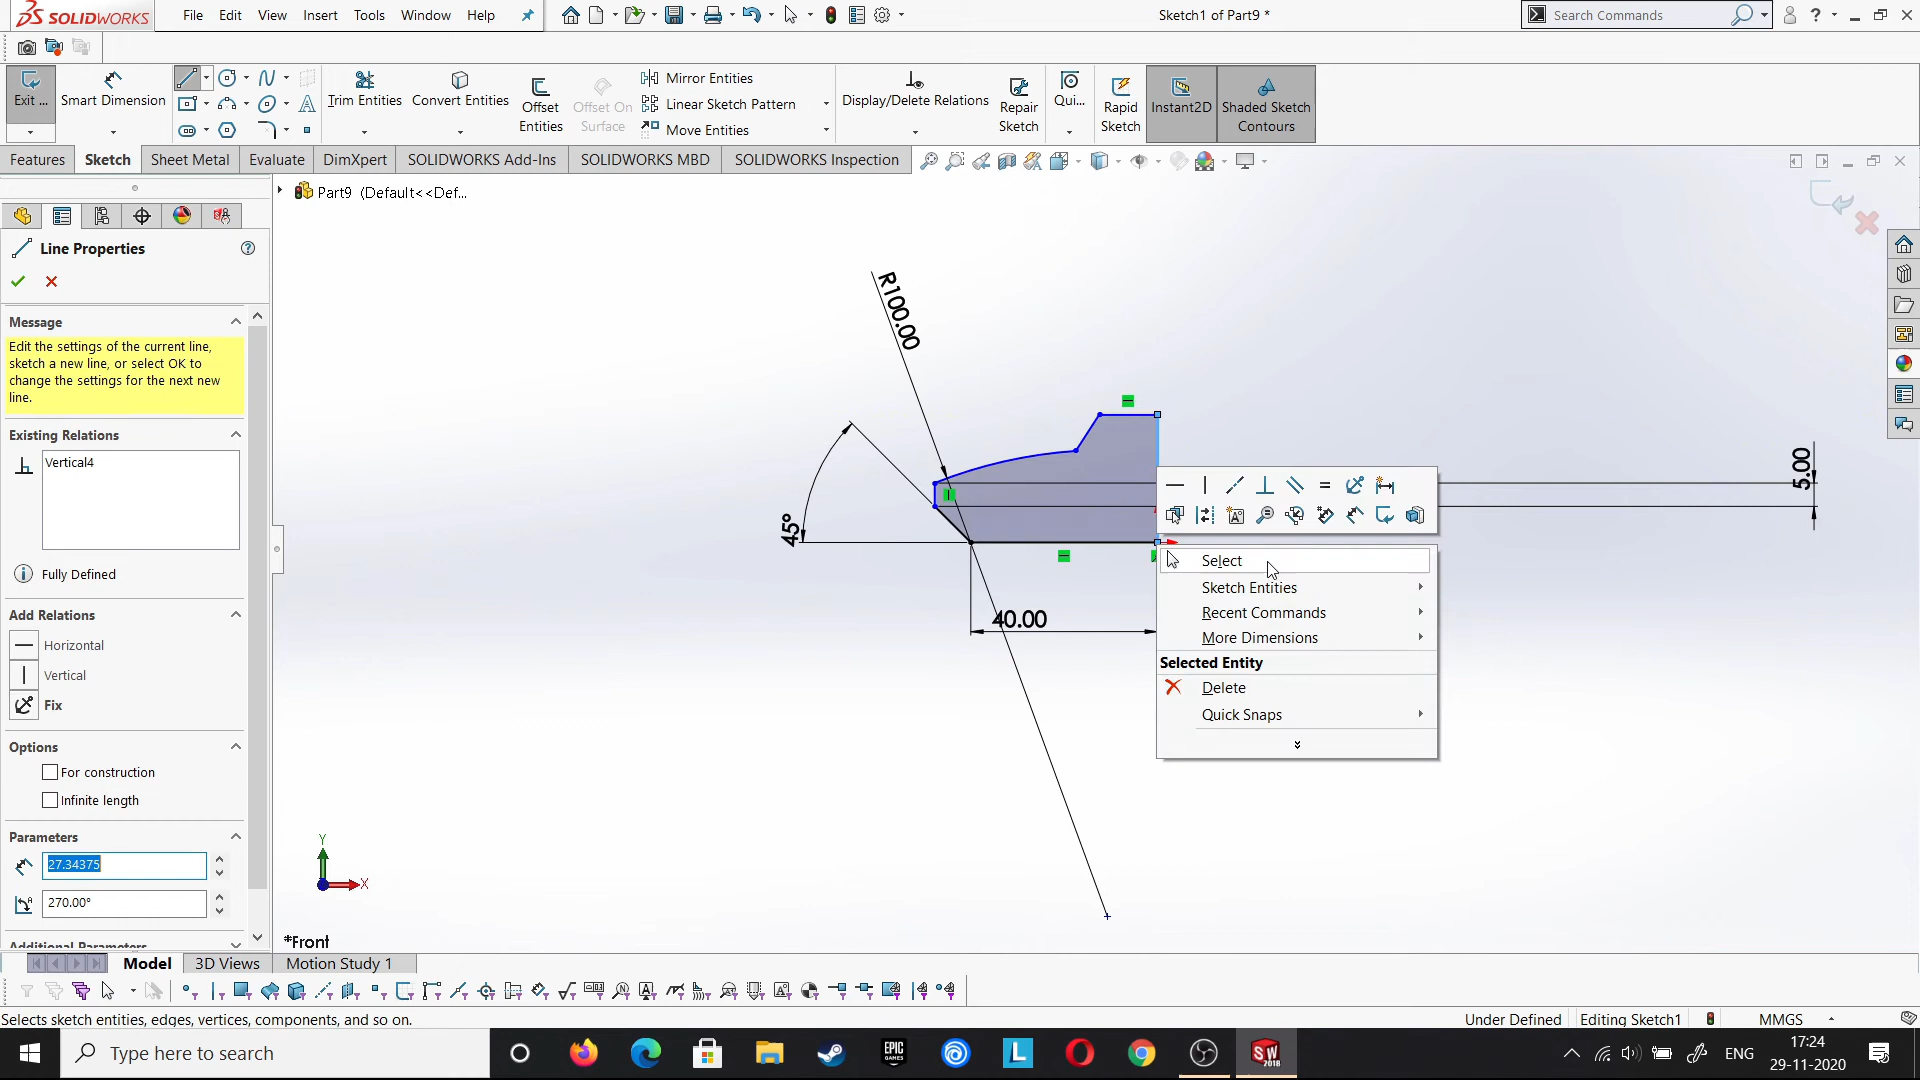 SOLIDWORKS
File Edit View Insert Tools Window Help
Sketch1 of Part9 *
Search Commands
Exit ...
Smart Dimension
Trim Entities
Convert Entities
Offset Entities
Offset On Surface
Mirror Entities
Linear Sketch Pattern
Move Entities
Display/Delete Relations
Repair Sketch
Qui...
Rapid Sketch
Instant2D
Shaded Sketch Contours
Features Sketch Sheet Metal Evaluate DimXpert SOLIDWORKS Add-Ins SOLIDWORKS MBD SOLIDWORKS Inspection
Part9 (Default<<Def...
Line Properties
Message
Edit the settings of the current line,
sketch a new line, or select OK to
change the settings for the next new
line.
Existing Relations
Vertical4
Fully Defined
Add Relations
Horizontal
Vertical
Fix
Options
For construction
Infinite length
Parameters
27.34375
270.00°
Additional Parameters
R100.00
45°
40.00
5.00
Select
Sketch Entities
Recent Commands
More Dimensions
Selected Entity
Delete
Quick Snaps
Y
X
*Front
Model 3D Views Motion Study 1
Selects sketch entities, edges, vertices, components, and so on.
Under Defined Editing Sketch1 MMGS
Type here to search
EPIC GAMES
L
SW 2018
ENG
17:24
29-11-2020